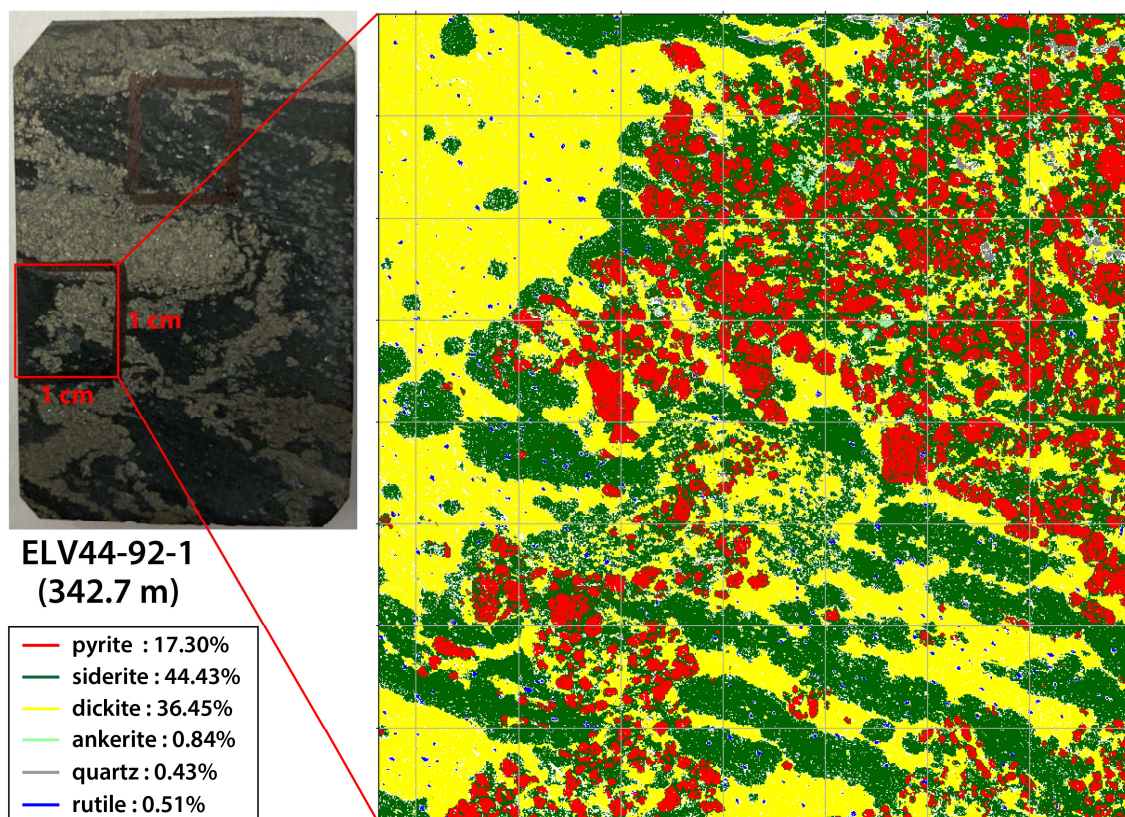 1 cm
1 cm
ELV44-92-1
(342.7 m)
pyrite : 17.30%
siderite : 44.43%
dickite : 36.45%
ankerite : 0.84%
quartz : 0.43%
rutile : 0.51%